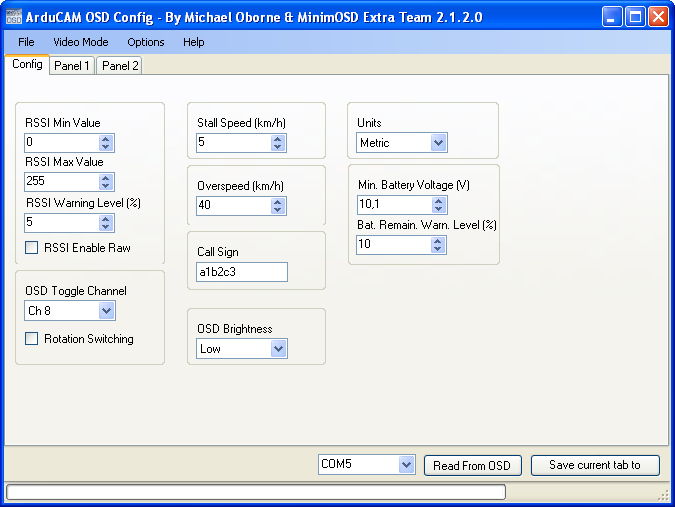 ArduCAM OSD Config - By Michael Oborne & MinimOSD Extra Team 2.1.2.0
File Video Mode Options Help
Config Panel 1 Panel 2
RSSI Min Value
0
RSSI Max Value
255
RSSI Warning Level (%)
5
RSSI Enable Raw
OSD Toggle Channel
Ch 8
Rotation Switching
Stall Speed (km/h)
5
Overspeed (km/h)
40
Call Sign
a1b2c3
OSD Brightness
Low
Units
Metric
Min. Battery Voltage (V)
10,1
Bat. Remain. Warn. Level (%)
10
COM5 Read From OSD Save current tab to